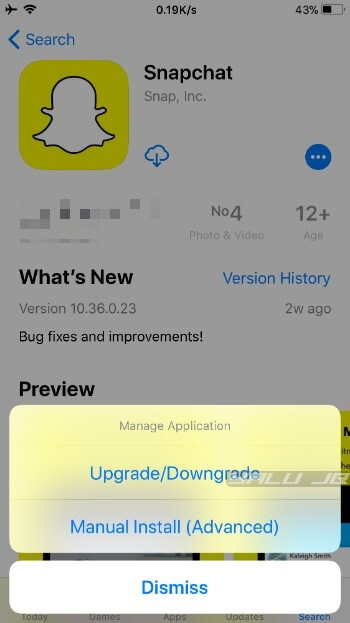 0.19K/s
43%
Search
Snapchat
Snap, Inc.
No4
12+
Photo & Video
Age
What's New
Version History
Version 10.36.0.23
2w ago
Bug fixes and improvements!
Preview
Manage Application
Upgrade/Downgrade
Manual Install (Advanced)
Kaleigh Smith
Dismiss
Today
Games
Apps
Updates
Search